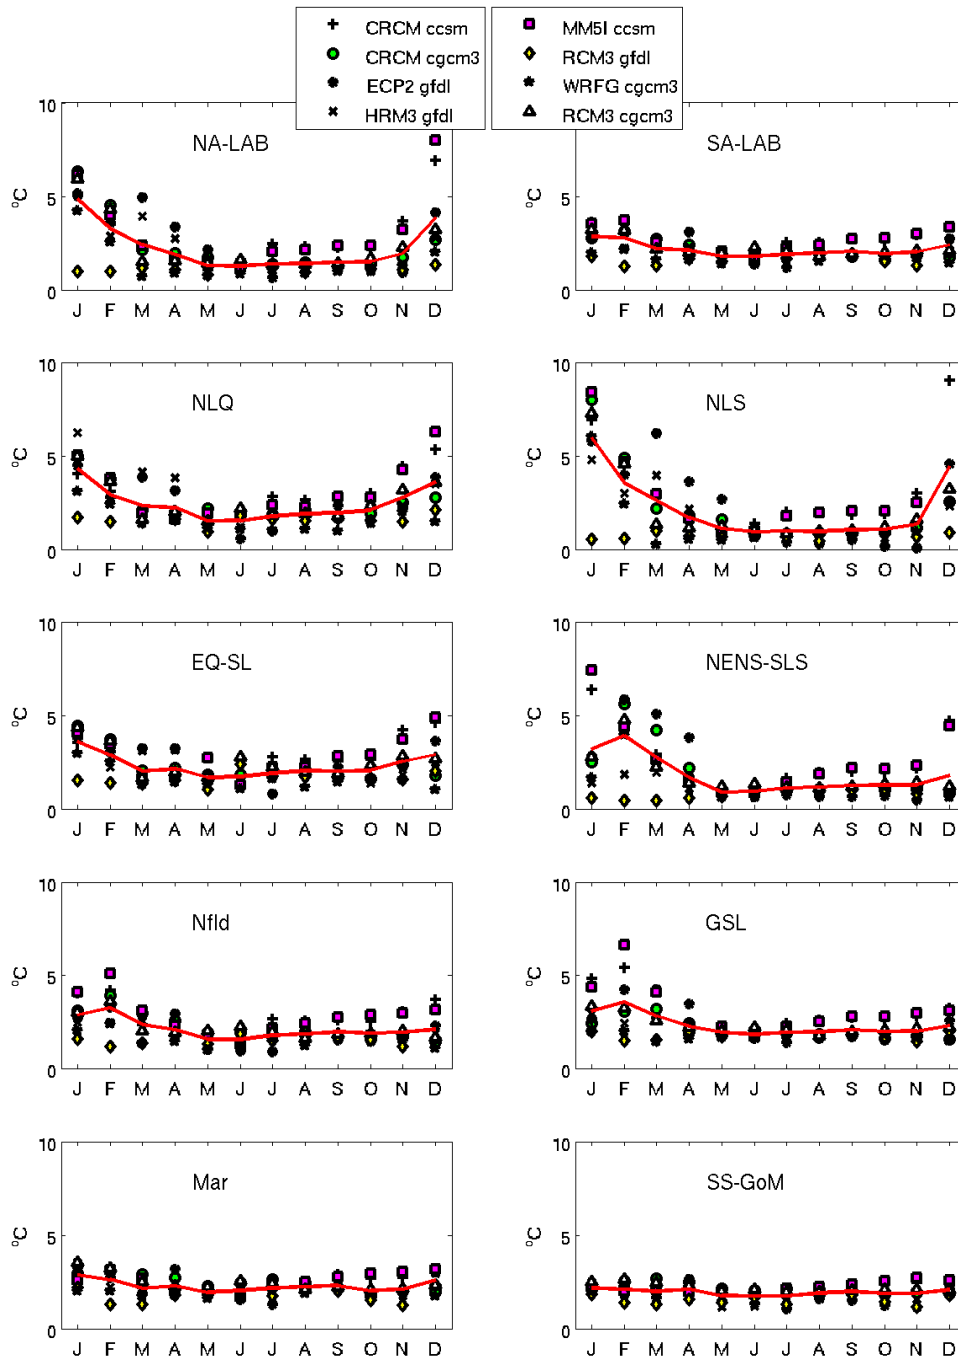 CRCM ccsm
CRCM cgcm3
ECP2 gfdl
HRM3 gfdl
MM5I ccsm
RCM3 gfdl
WRFG cgcm3
RCM3 cgcm3
NA-LAB
°C
10
5
0
J F M A M J J A S O N D
SA-LAB
°C
10
5
0
J F M A M J J A S O N D
NLQ
°C
10
5
0
J F M A M J J A S O N D
NLS
°C
10
5
0
J F M A M J J A S O N D
EQ-SL
°C
10
5
0
J F M A M J J A S O N D
NENS-SLS
°C
10
5
0
J F M A M J J A S O N D
Nfld
°C
10
5
0
J F M A M J J A S O N D
GSL
°C
10
5
0
J F M A M J J A S O N D
Mar
°C
10
5
0
J F M A M J J A S O N D
SS-GoM
°C
10
5
0
J F M A M J J A S O N D